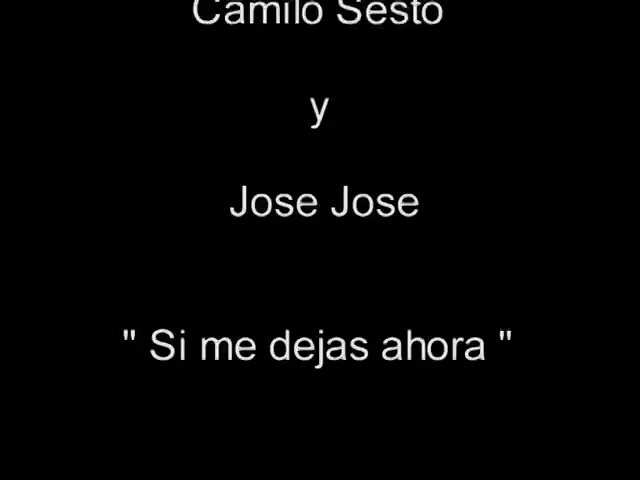 Camilo Sesto
y
Jose Jose
" Si me dejas ahora "